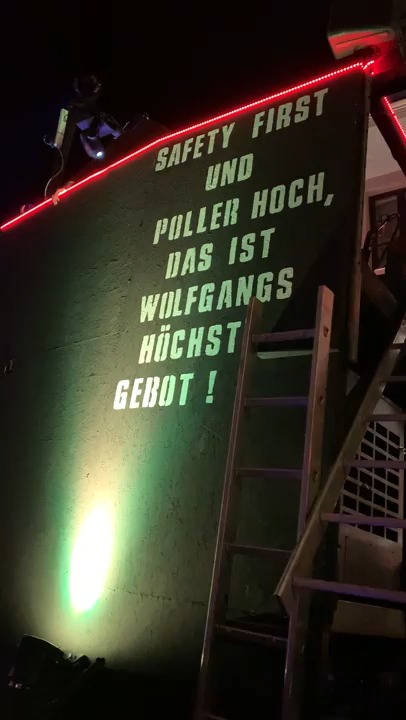 SAFETY FIRST
UND
POLLER HOCH,
DAS IST
WOLFGANGS
HÖCHST
GEBOT !